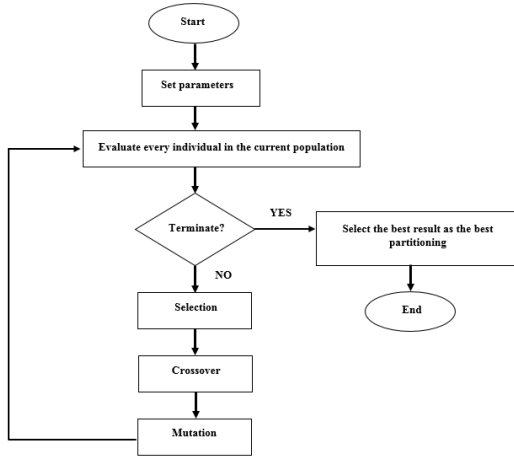 Start
Set parameters
Evaluate every individual in the current population
Terminate?
YES
Select the best result as the best
partitioning
NO
End
Selection
Crossover
Mutation